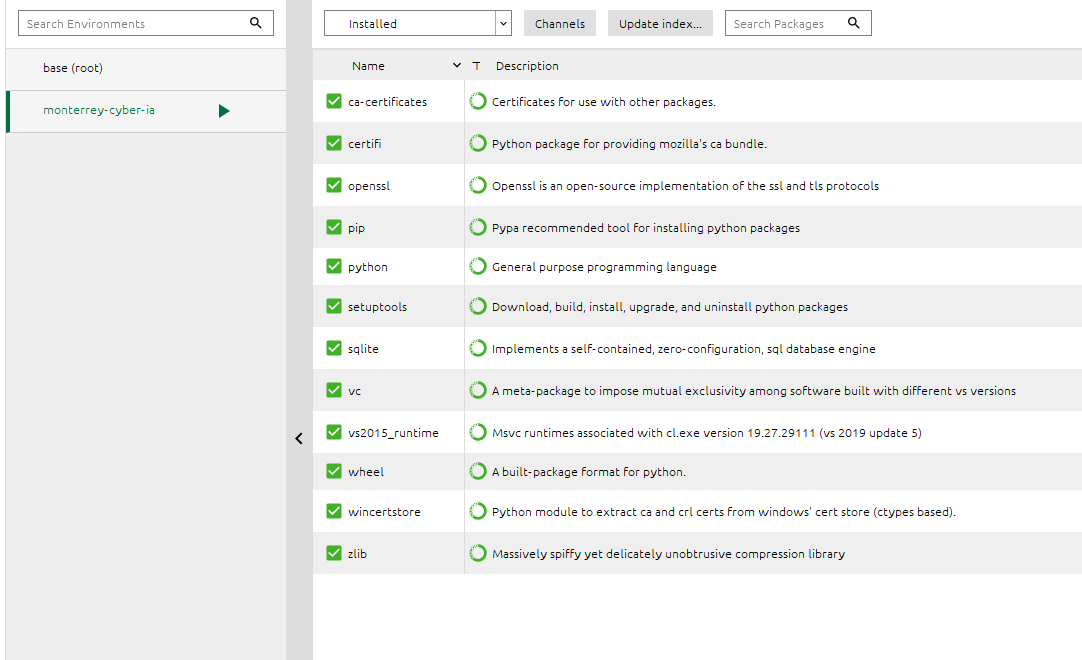 Search Environments
base (root)
monterrey-cyber-ia
Installed
Channels
Update index...
Search Packages
Name T Description
ca-certificates Certificates for use with other packages.
certifi Python package for providing mozilla's ca bundle.
openssl Openssl is an open-source implementation of the ssl and tls protocols
pip Pypa recommended tool for installing python packages
python General purpose programming language
setuptools Download, build, install, upgrade, and uninstall python packages
sqlite Implements a self-contained, zero-configuration, sql database engine
vc A meta-package to impose mutual exclusivity among software built with different vs versions
vs2015_runtime Msvc runtimes associated with cl.exe version 19.27.29111 (vs 2019 update 5)
wheel A built-package format for python.
wincertstore Python module to extract ca and crl certs from windows' cert store (ctypes based).
zlib Massively spiffy yet delicately unobtrusive compression library